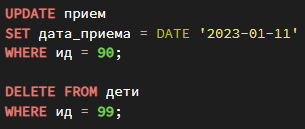 UPDATE прием
SET дата_приема = DATE '2023-01-11'
WHERE ид = 90;
DELETE FROM дети
WHERE ид = 99;